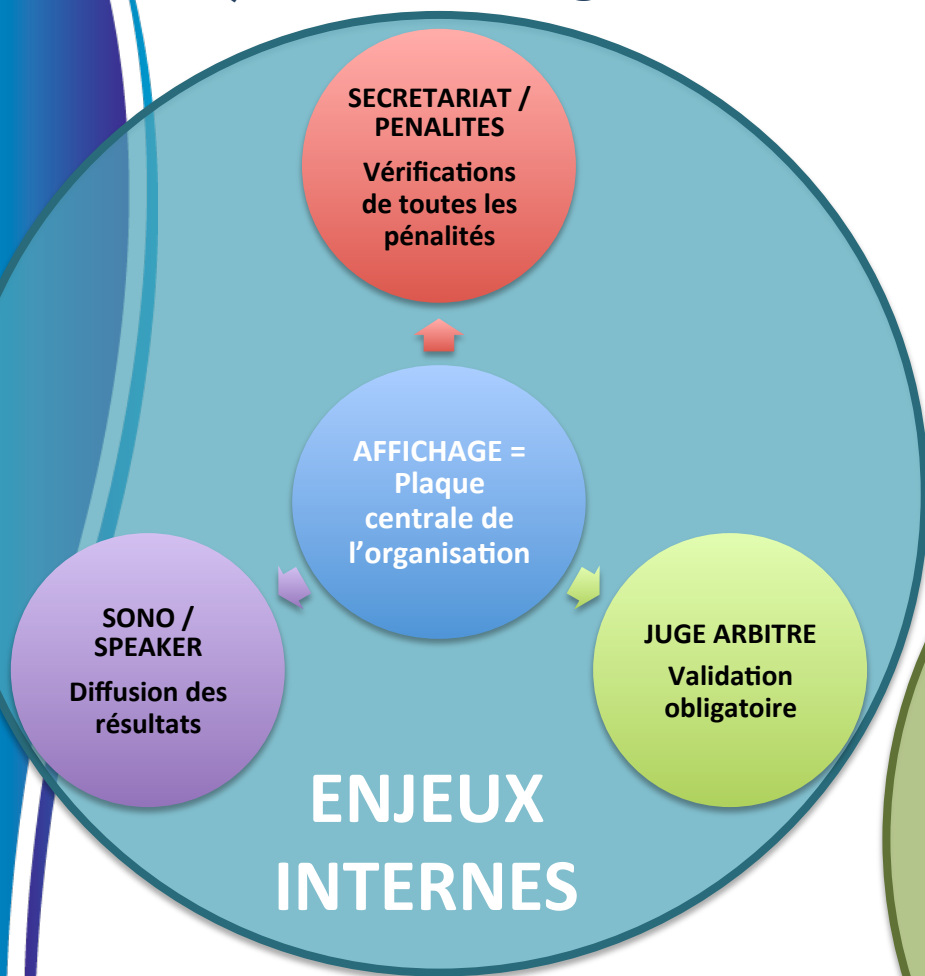 SECRETARIAT /
PENALITES
Vérifications
de toutes les
pénalités
AFFICHAGE =
Plaque
centrale de
l’organisation
SONO /
SPEAKER
Diffusion des
résultats
JUGE ARBITRE
Validation
obligatoire
ENJEUX
INTERNES